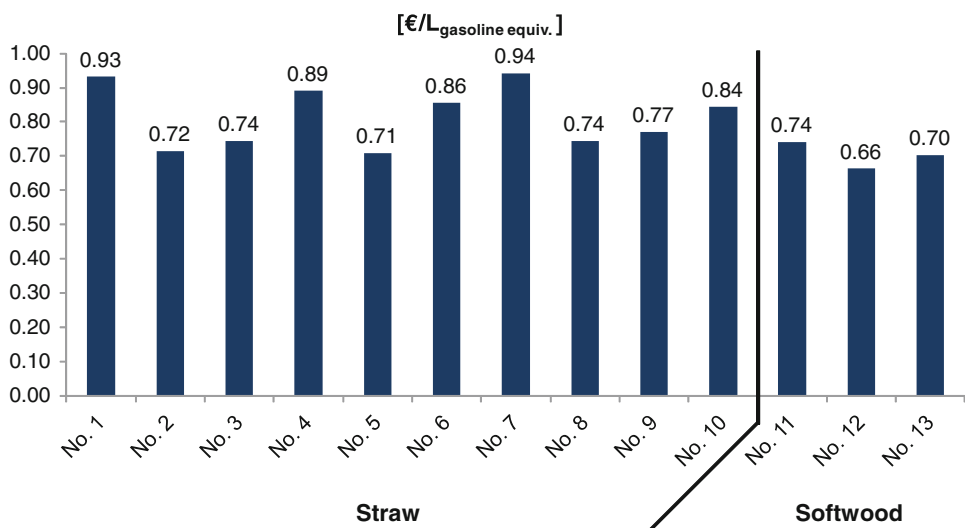 [€/L gasoline equiv. ]
1.00
0.90
0.80
0.70
0.60
0.50
0.40
0.30
0.20
0.10
0.00
0.93
0.72
0.74
0.89
0.71
0.86
0.94
0.74
0.77
0.84
0.74
0.66
0.70
No. 1
No. 2
No. 3
No. 4
No. 5
No. 6
No. 7
No. 8
No. 9
No. 10
No. 11
No. 12
No. 13
Straw
Softwood